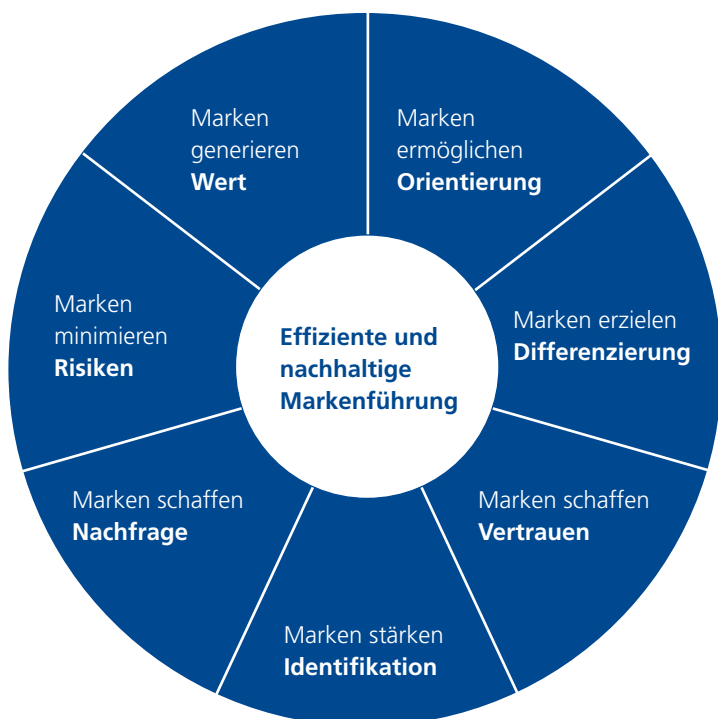 Marken
generieren
Wert
Marken
ermöglichen
Orientierung
Marken erzielen
Differenzierung
Marken schaffen
Vertrauen
Marken stärken
Identifikation
Marken schaffen
Nachfrage
Marken
minimieren
Risiken
Effiziente und
nachhaltige
Markenführung